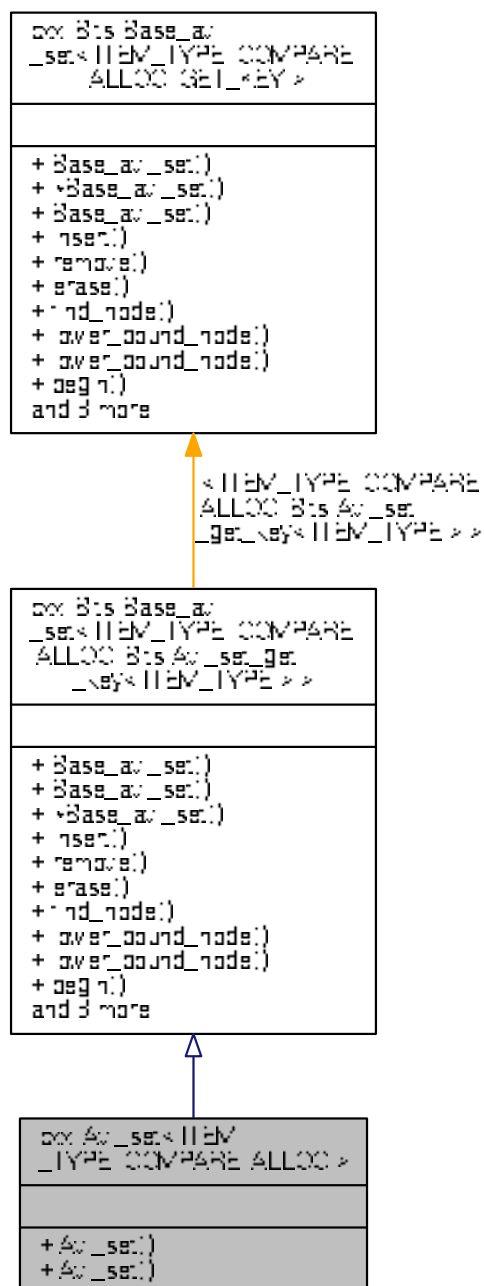 cxx::Bits::Base_avl
_set< ITEM_TYPE, COMPARE,
ALLOC, GET_KEY >
+ Base_avl_set()
+ ~Base_avl_set()
+ Base_avl_set()
+ insert()
+ remove()
+ erase()
+ find_node()
+ lower_bound_node()
+ lower_bound_node()
+ begin()
and 8 more...
< ITEM_TYPE, COMPARE,
ALLOC, Bits::Avl_set
_get_key< ITEM_TYPE > >
cxx::Bits::Base_avl
_set< ITEM_TYPE, COMPARE,
ALLOC, Bits::Avl_set_get
_key< ITEM_TYPE > >
+ Base_avl_set()
+ Base_avl_set()
+ ~Base_avl_set()
+ insert()
+ remove()
+ erase()
+ find_node()
+ lower_bound_node()
+ lower_bound_node()
+ begin()
and 8 more...
cxx::Avl_set< ITEM
_TYPE, COMPARE, ALLOC >
+ Avl_set()
+ Avl_set()